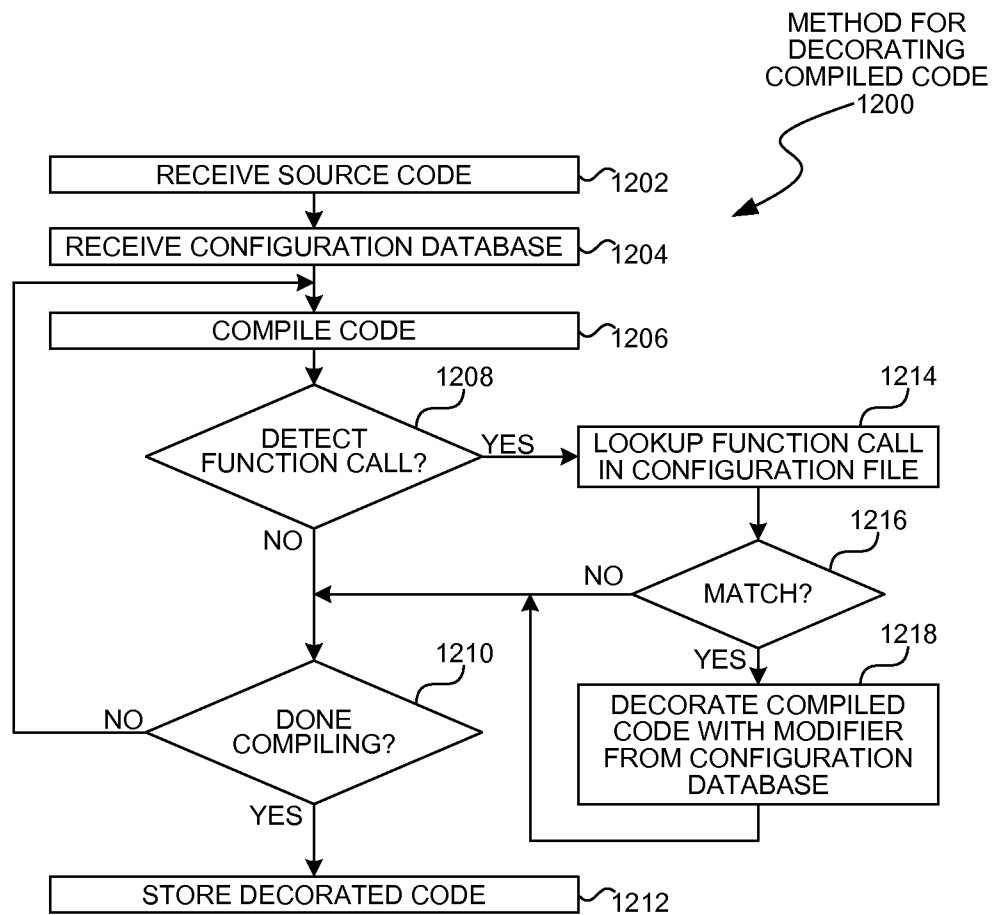 METHOD FOR
DECORATING
COMPILED CODE
1200
RECEIVE SOURCE CODE
1202
RECEIVE CONFIGURATION DATABASE
1204
COMPILE CODE
1206
1208
DETECT
FUNCTION CALL?
YES
NO
1214
LOOKUP FUNCTION CALL
IN CONFIGURATION FILE
1216
MATCH?
NO
YES
1218
DECORATE COMPILED
CODE WITH MODIFIER
FROM CONFIGURATION
DATABASE
1210
DONE
COMPILING?
NO
YES
STORE DECORATED CODE
1212